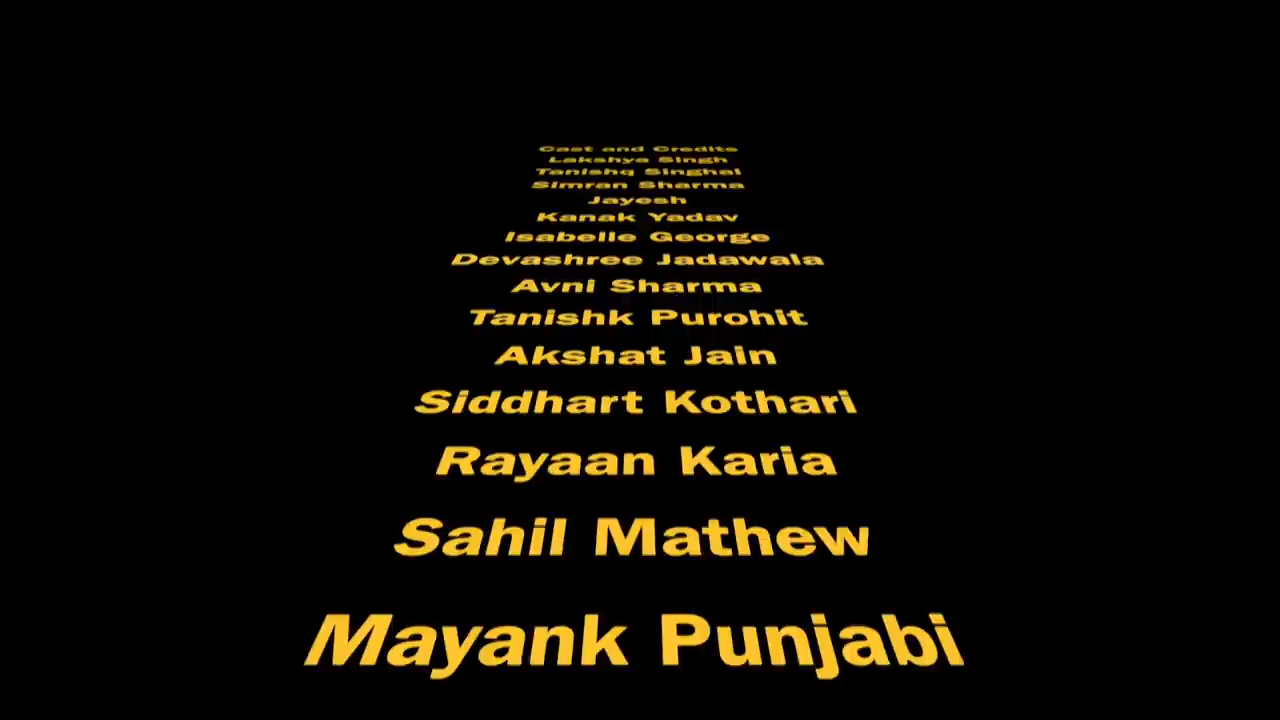 Cast and Credits
Lakshya Singh
Tanishq Singhal
Simran Sharma
Jayesh
Kanak Yadav
Isabelle George
Devashree Jadawala
Avni Sharma
Tanishk Purohit
Akshat Jain
Siddhart Kothari
Rayaan Karia
Sahil Mathew
Mayank Punjabi